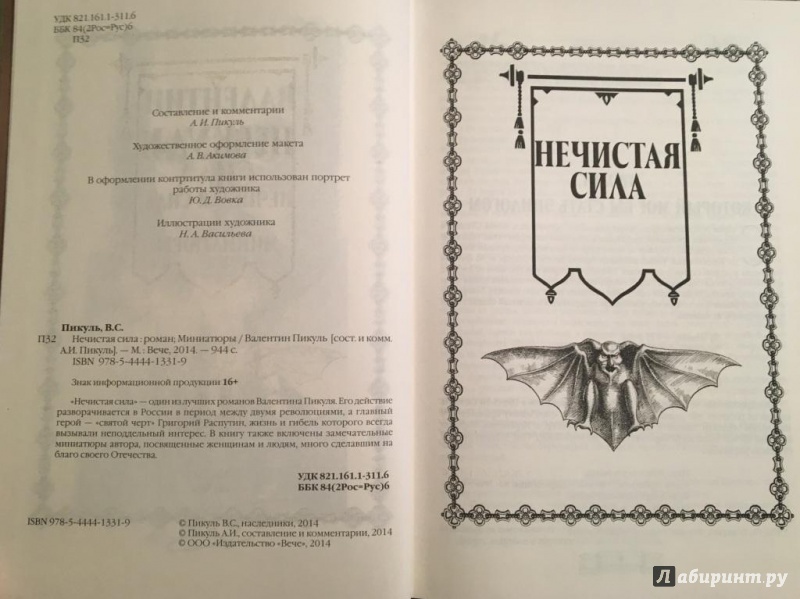 УДК 821.161.1-311.6
ББК 84(2Рос=Рус)6
П32
Составление и комментарии
А.И. Пикуль
Художественное оформление макета
А.В. Акимова
В оформлении контртитула книги использован портрет
работы художника
Ю.Д. Вовка
Иллюстрации художника
Н.А. Васильева
Пикуль, В.С.
П32 Нечистая сила : роман; Миниатюры / Валентин Пикуль [сост. и комм.
А.И. Пикуль]. — М. : Вече, 2014. — 944 с.
ISBN 978-5-4444-1331-9
Знак информационной продукции 16+
«Нечистая сила» — один из лучших романов Валентина Пикуля. Его действие
разворачивается в России в период между двумя революциями, а главный
герой — «святой черт» Григорий Распутин, жизнь и гибель которого всегда
вызывали неподдельный интерес. В книгу также включены замечательные
миниатюры автора, посвященные женщинам и людям, много сделавшим на
благо своего Отечества.
УДК 821.161.1-311.6
ББК 84(2Рос=Рус)6
ISBN 978-5-4444-1331-9
© Пикуль В.С., наследники, 2014
© Пикуль А.И., составление и комментарии, 2014
© ООО «Издательство «Вече», 2014
НЕЧИСТАЯ
СИЛА
Лабиринт.ру